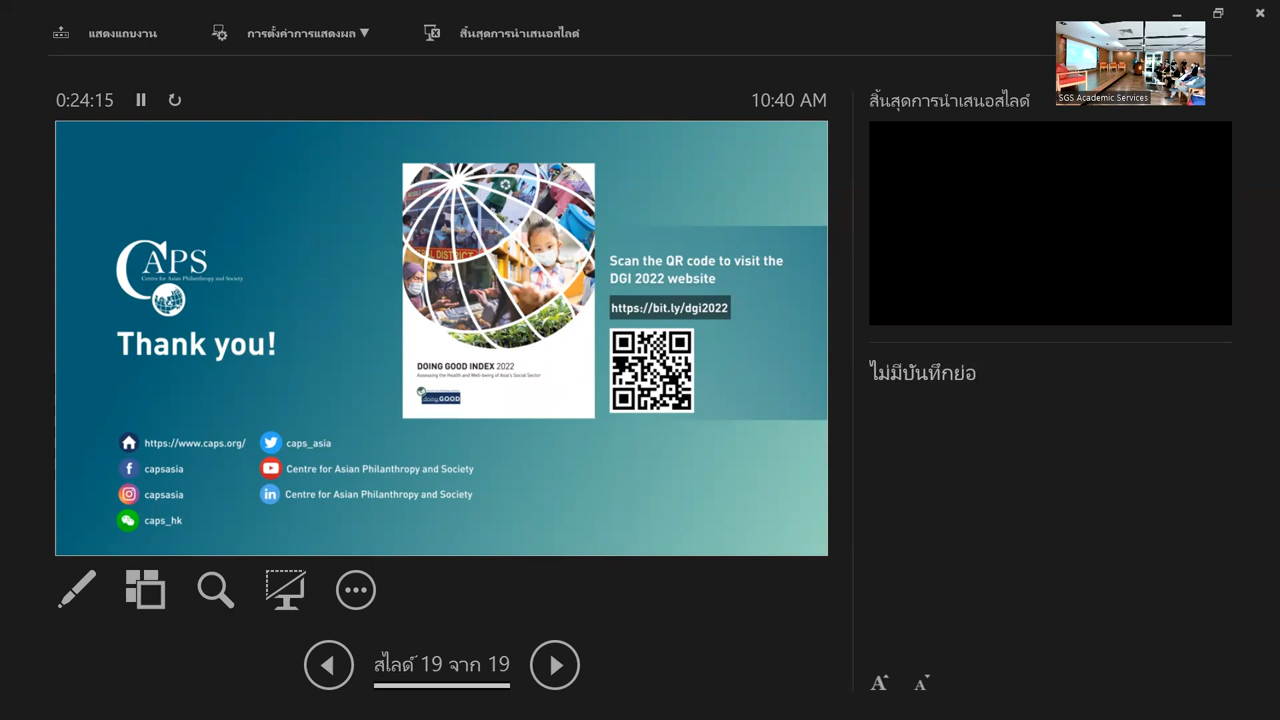 แสดงแถบงาน
การตั้งค่าการแสดงผล ▼
สิ้นสุดการนำเสนอสไลด์
SGS Academic Services
0:24:15
10:40 AM
สิ้นสุดการนำเสนอสไลด์
CAPS
Centre for Asian Philanthropy and Society
Thank you!
DOING GOOD INDEX 2022
Assessing the Health and Well-being of Asia's Social Sector
doing GOOD
Scan the QR code to visit the
DGI 2022 website
https://bit.ly/dgi2022
https://www.caps.org/
caps_asia
capsasia
Centre for Asian Philanthropy and Society
capsasia
Centre for Asian Philanthropy and Society
caps_hk
ไม่มีบันทึกย่อ
สไลด์ 19 จาก 19
A A